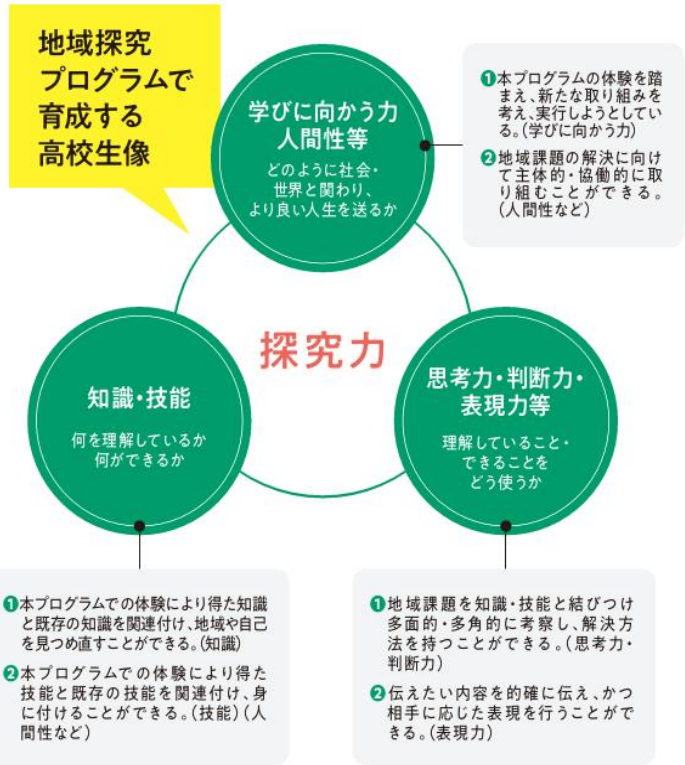 地域探究
プログラムで
育成する
高校生像
学びに向かう力
人間性等
どのように社会・
世界と関わり、
より良い人生を送るか
❶本プログラムの体験を踏
まえ、新たな取り組みを
考え、実行しようとしてい
る。(学びに向かう力)
❷地域課題の解決に向け
て主体的・協働的に取
り組むことができる。
(人間性など)
探究力
知識・技能
何を理解しているか
何ができるか
思考力・判断力・
表現力等
理解していること・
できることを
どう使うか
❶本プログラムでの体験により得た知識
と既存の知識を関連付け、地域や自己
を見つめ直すことができる。(知識)
❷本プログラムでの体験により得た
技能と既存の技能を関連付け、身
に付けることができる。(技能)(人
間性など)
❶地域課題を知識・技能と結びつけ
多面的・多角的に考察し、解決方
法を持つことができる。(思考力・
判断力)
❷伝えたい内容を的確に伝え、かつ
相手に応じた表現を行うことがで
きる。(表現力)